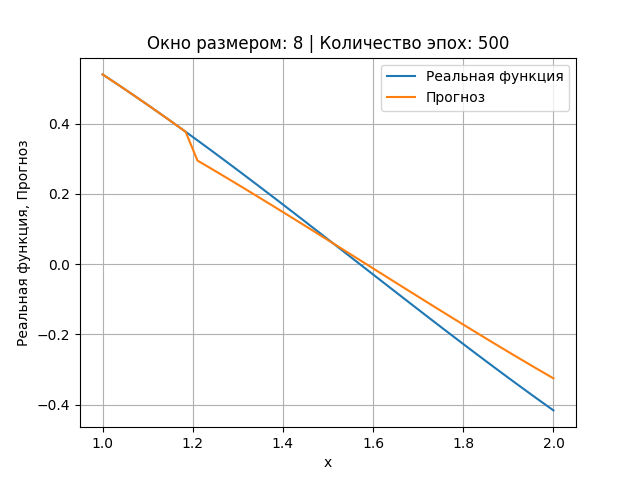 Окно размером: 8 | Количество эпох: 500
Реальная функция
Прогноз
Реальная функция, Прогноз
0.4
0.2
0.0
−0.2
−0.4
1.0 1.2 1.4 1.6 1.8 2.0
x